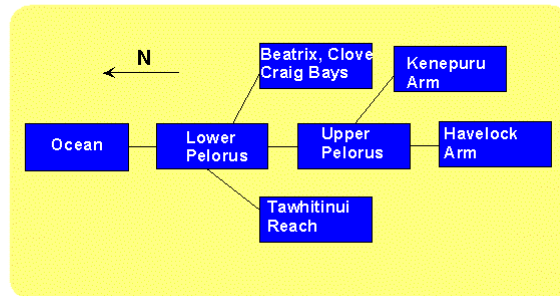 N
Beatrix, Clove
Craig Bays
Kenepuru
Arm
Ocean
Lower
Pelorus
Upper
Pelorus
Havelock
Arm
Tawhitinui
Reach